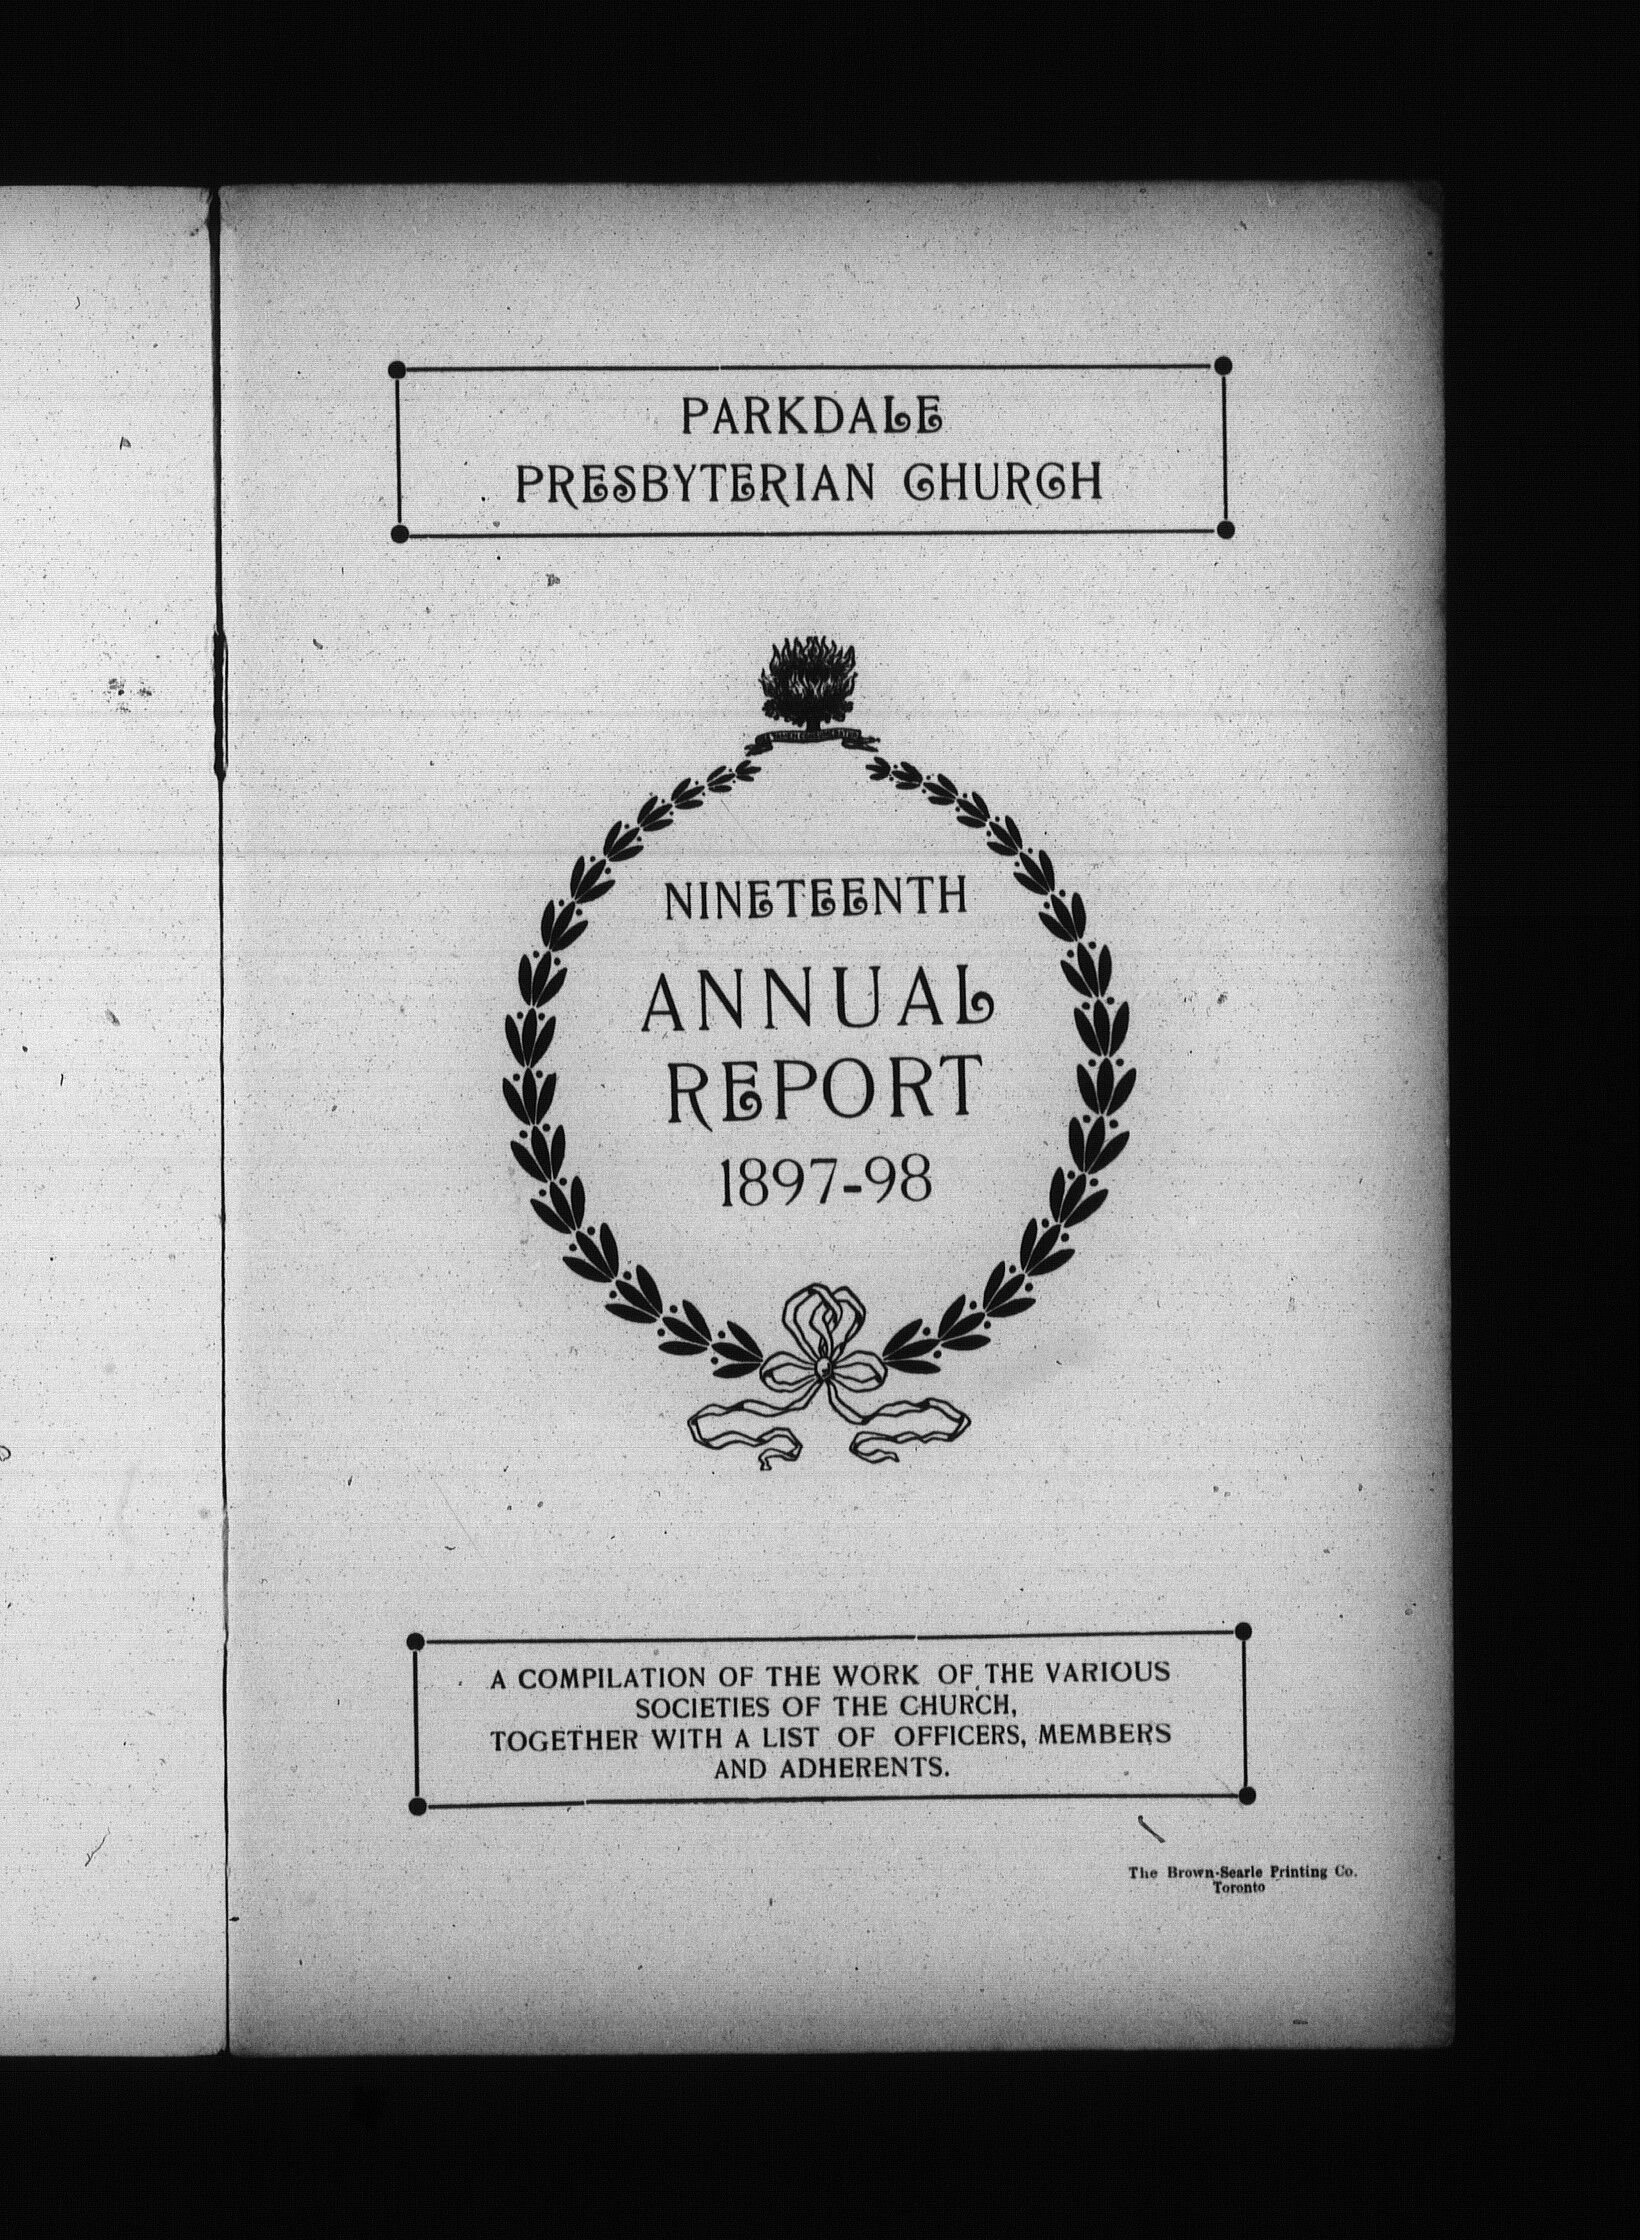 PARKDALE
PRESBYTERIAN CHURCH
NINETEENTH
ANNUAL
REPORT
1897-98
A COMPILATION OF THE WORK OF THE VARIOUS
SOCIETIES OF THE CHURCH,
TOGETHER WITH A LIST OF OFFICERS, MEMBERS
AND ADHERENTS.
The Brown-Searle Printing Co.
Toronto